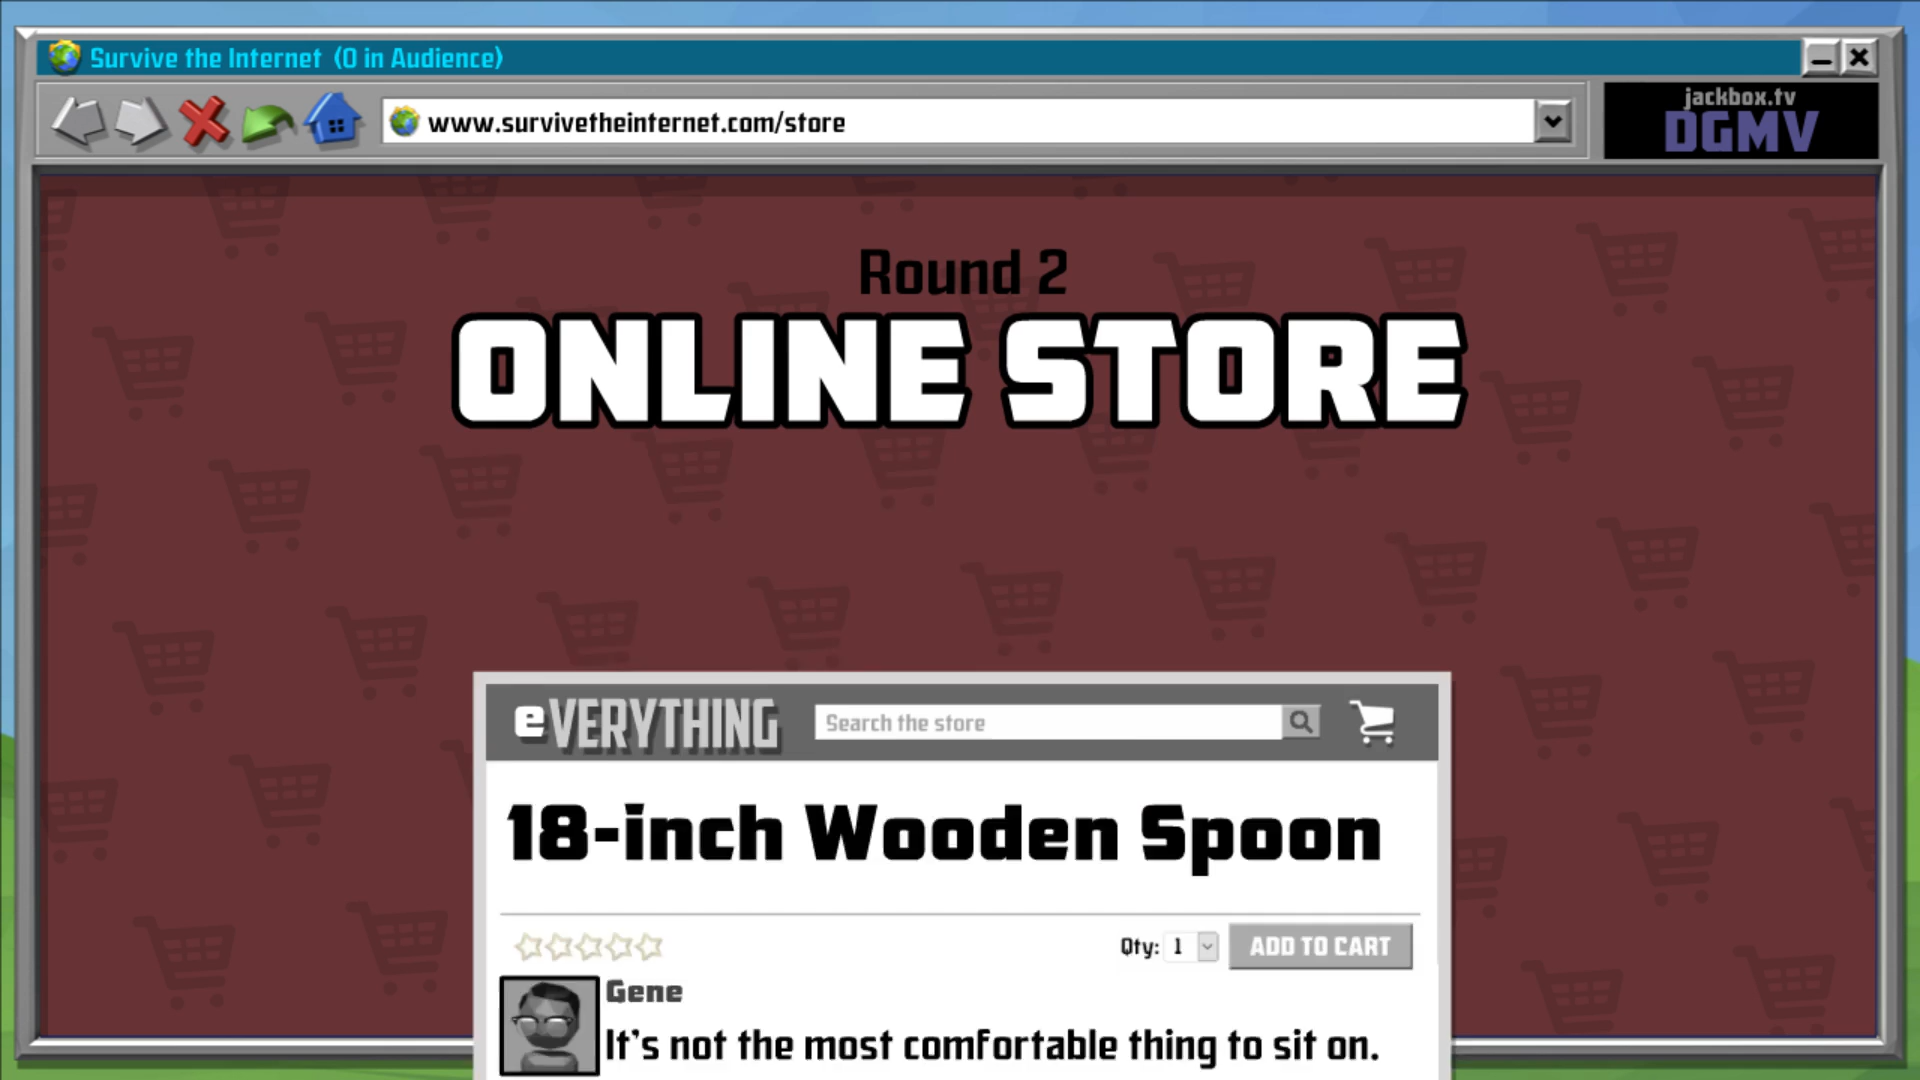 Survive the Internet (0 in Audience)
www.survivetheinternet.com/store
jackbox.tv
DGMV
Round 2
ONLINE STORE
eVERYTHING
Search the store
18-inch Wooden Spoon
Qty: 1
ADD TO CART
Gene
It's not the most comfortable thing to sit on.